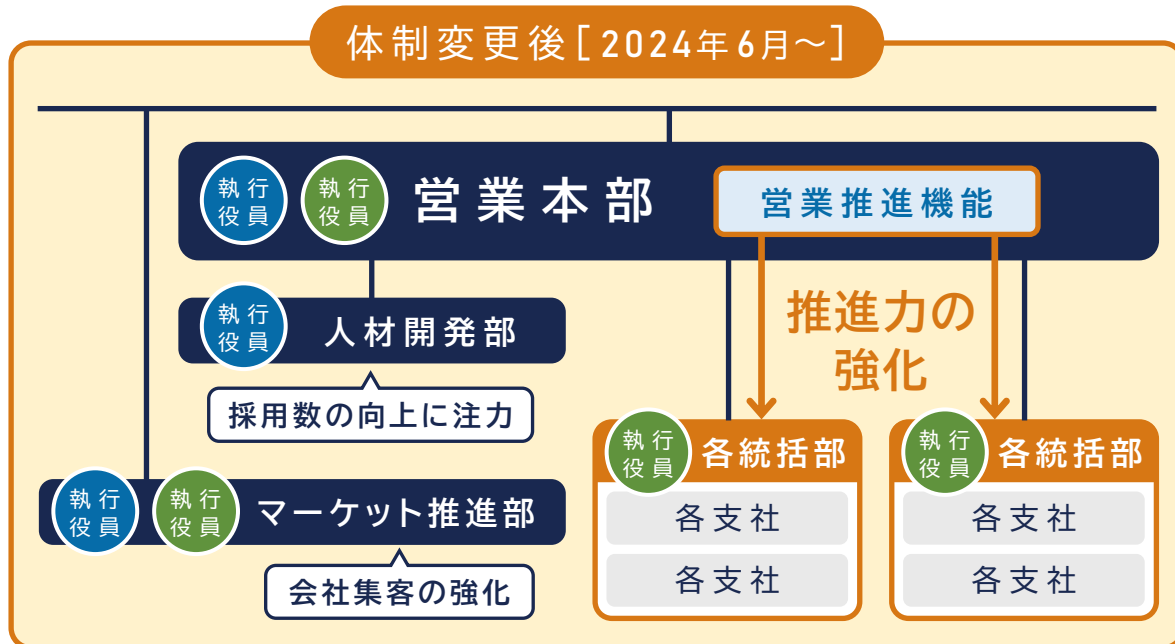 体制変更後[2024年6月～]
執行
役員
執行
役員
営業本部
営業推進機能
執行
役員
人材開発部
採用数の向上に注力
推進力の
強化
執行
役員
マーケット推進部
執行
役員
会社集客の強化
執行
役員
各統括部
各支社
各支社
執行
役員
各統括部
各支社
各支社